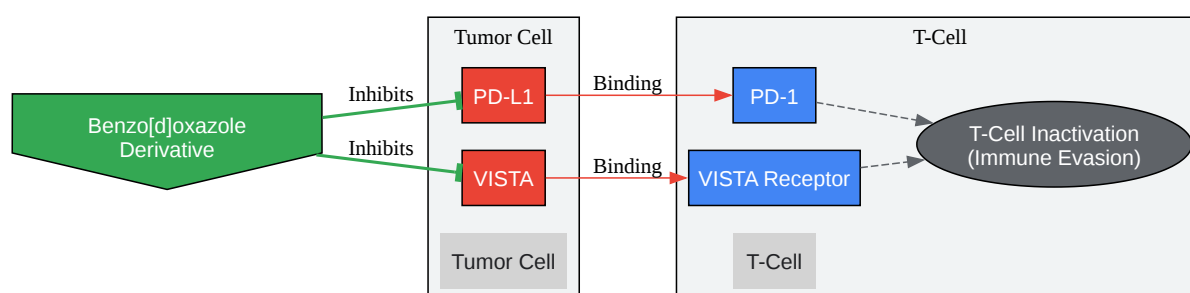 Tumor Cell
T-Cell
Benzo[d]oxazole
Derivative
Inhibits
Inhibits
PD-L1
Binding
PD-1
VISTA
Binding
VISTA Receptor
T-Cell Inactivation
(Immune Evasion)
Tumor Cell
T-Cell